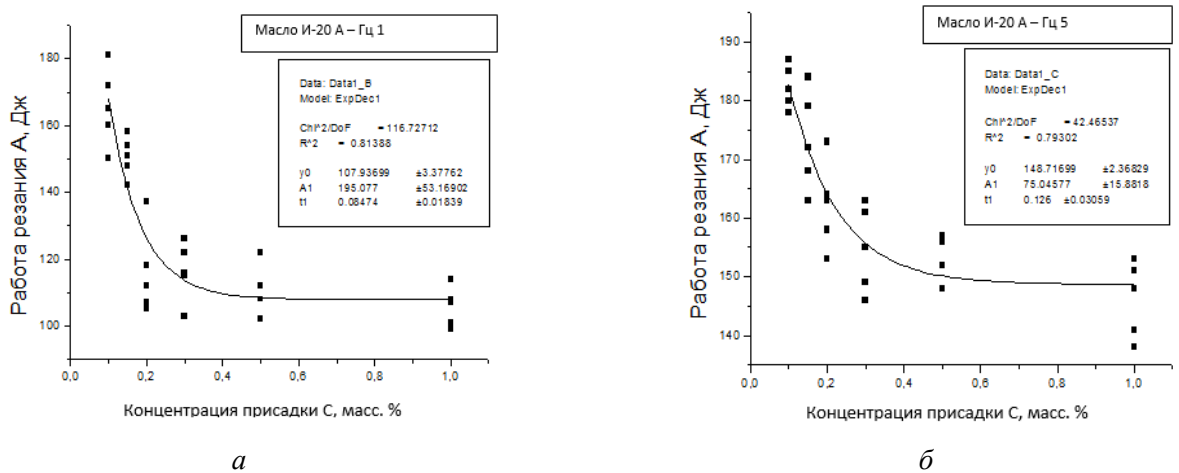 Масло И-20 А – Гц 1
Data: Data1_B
Model: ExpDec1
Chi^2/DoF = 116.72712
R^2 = 0.81388
y0 107.93699 ±3.37762
A1 195.077 ±53.16902
t1 0.08474 ±0.01839
Работа резания А, Дж
180
160
140
120
100
0,0 0,2 0,4 0,6 0,8 1,0
Концентрация присадки С, масс. %
а
Масло И-20 А – Гц 5
Data: Data1_C
Model: ExpDec1
Chi^2/DoF = 42.46537
R^2 = 0.79302
y0 148.71699 ±2.36829
A1 75.04577 ±15.8818
t1 0.126 ±0.03059
Работа резания А, Дж
190
180
170
160
150
140
0,0 0,2 0,4 0,6 0,8 1,0
Концентрация присадки С, масс. %
б